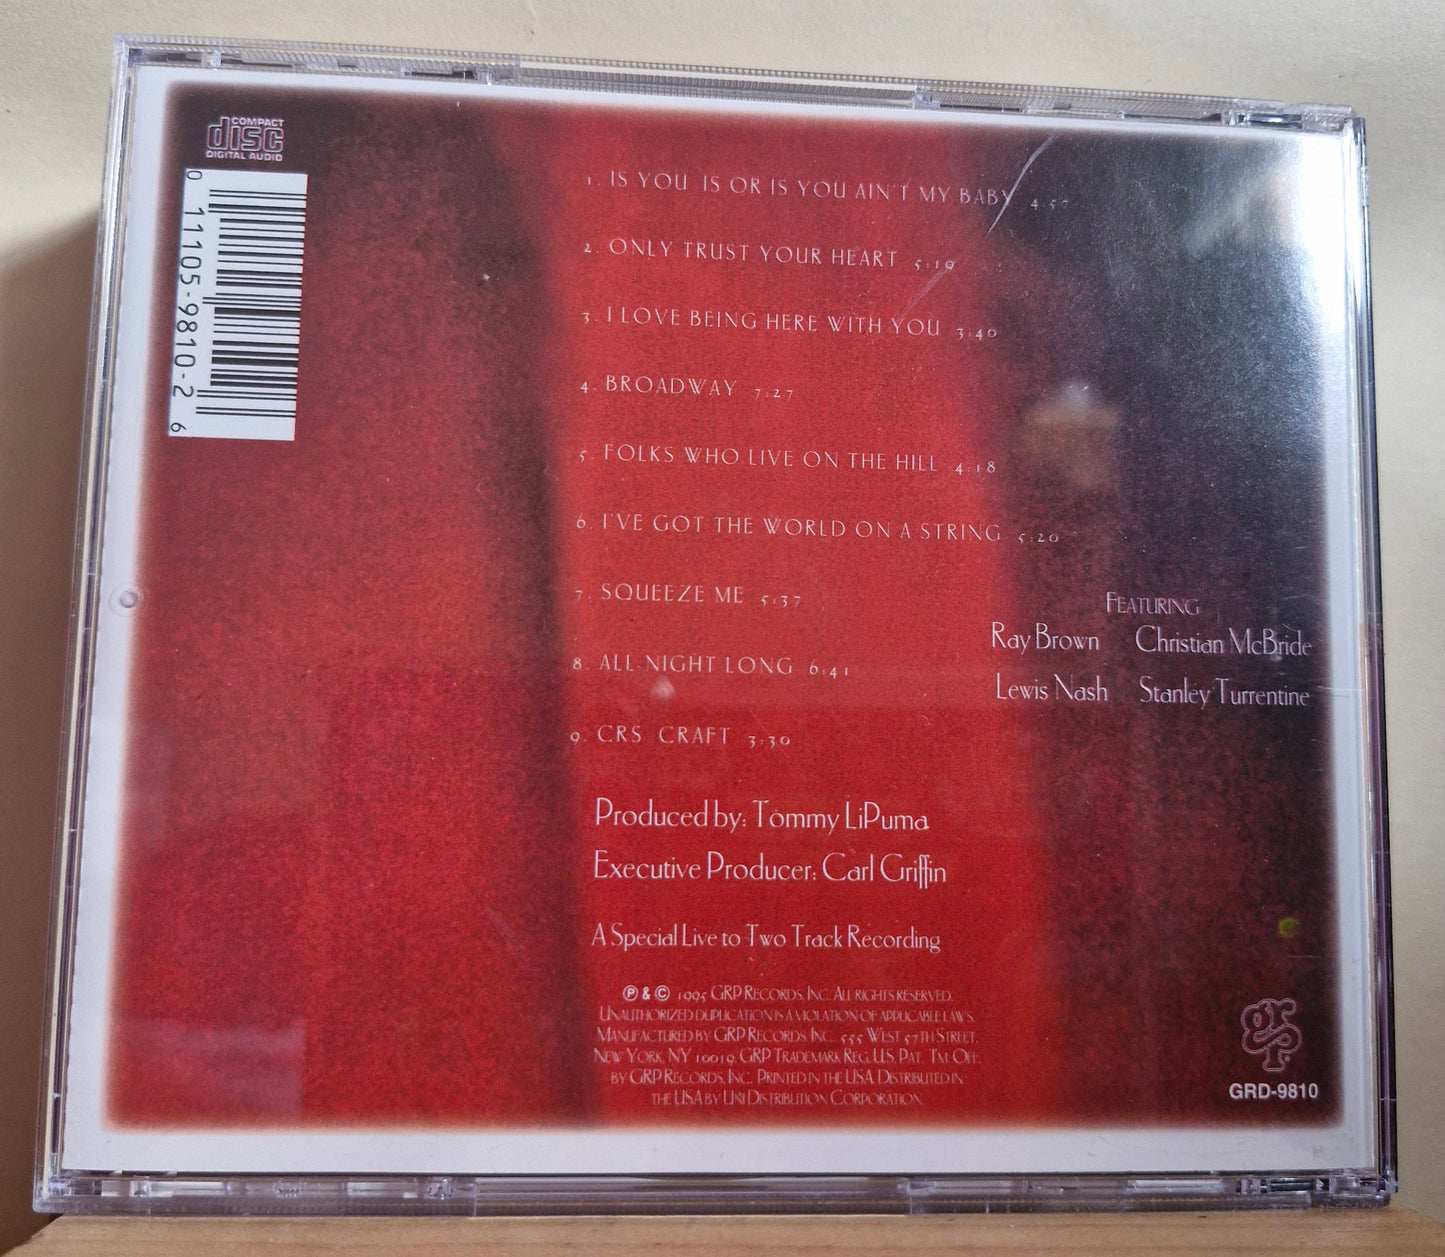 COMPACT
disc
DIGITAL AUDIO
0 11105-9810-2 6
1. IS YOU IS OR IS YOU AIN'T MY BABY 4:57
2. ONLY TRUST YOUR HEART 5:19
3. I LOVE BEING HERE WITH YOU 3:40
4. BROADWAY 7:27
5. FOLKS WHO LIVE ON THE HILL 4:18
6. I'VE GOT THE WORLD ON A STRING 5:20
7. SQUEEZE ME 5:37
8. ALL NIGHT LONG 6:41
9. CRS CRAFT 3:30
FEATURING
Ray Brown Christian McBride
Lewis Nash Stanley Turrentine
Produced by: Tommy LiPuma
Executive Producer: Carl Griffin
A Special Live to Two Track Recording
℗ & © 1995 GRP RECORDS, INC. ALL RIGHTS RESERVED.
UNAUTHORIZED DUPLICATION IS A VIOLATION OF APPLICABLE LAWS.
MANUFACTURED BY GRP RECORDS, INC. 555 WEST 57TH STREET,
NEW YORK, NY 10019. GRP TRADEMARK REG. U.S. PAT. TM OFF.
BY GRP RECORDS, INC. PRINTED IN THE USA. DISTRIBUTED IN
THE USA BY UNI DISTRIBUTION CORPORATION.
GRP
GRD-9810